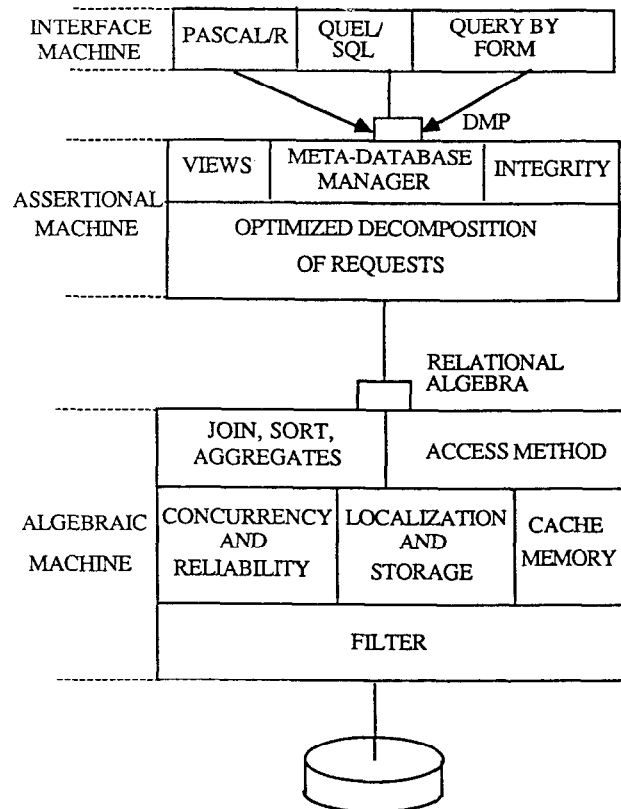 INTERFACE
MACHINE
PASCAL/R
QUEL/
SQL
QUERY BY
FORM
DMP
ASSERTIONAL
MACHINE
VIEWS
META-DATABASE
MANAGER
INTEGRITY
OPTIMIZED DECOMPOSITION
OF REQUESTS
RELATIONAL
ALGEBRA
ALGEBRAIC
MACHINE
JOIN, SORT,
AGGREGATES
ACCESS METHOD
CONCURRENCY
AND
RELIABILITY
LOCALIZATION
AND
STORAGE
CACHE
MEMORY
FILTER